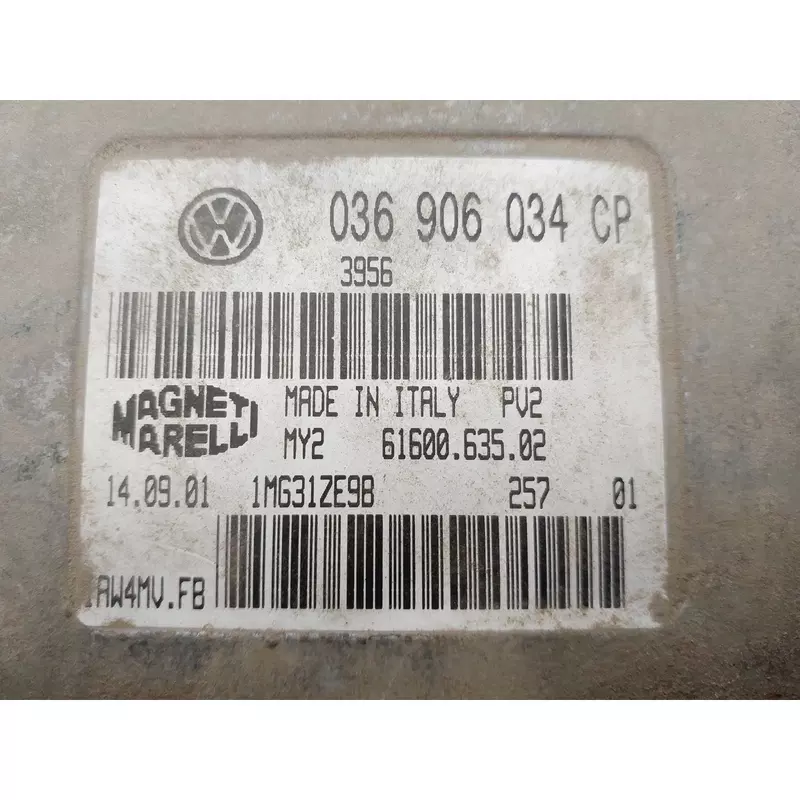 036 906 034 CP
3956
MAGNETI MARELLI
MADE IN ITALY PV2
MY2 61600.635.02
14.09.01 1MG31ZE9B 257 01
IAW4MV.FB